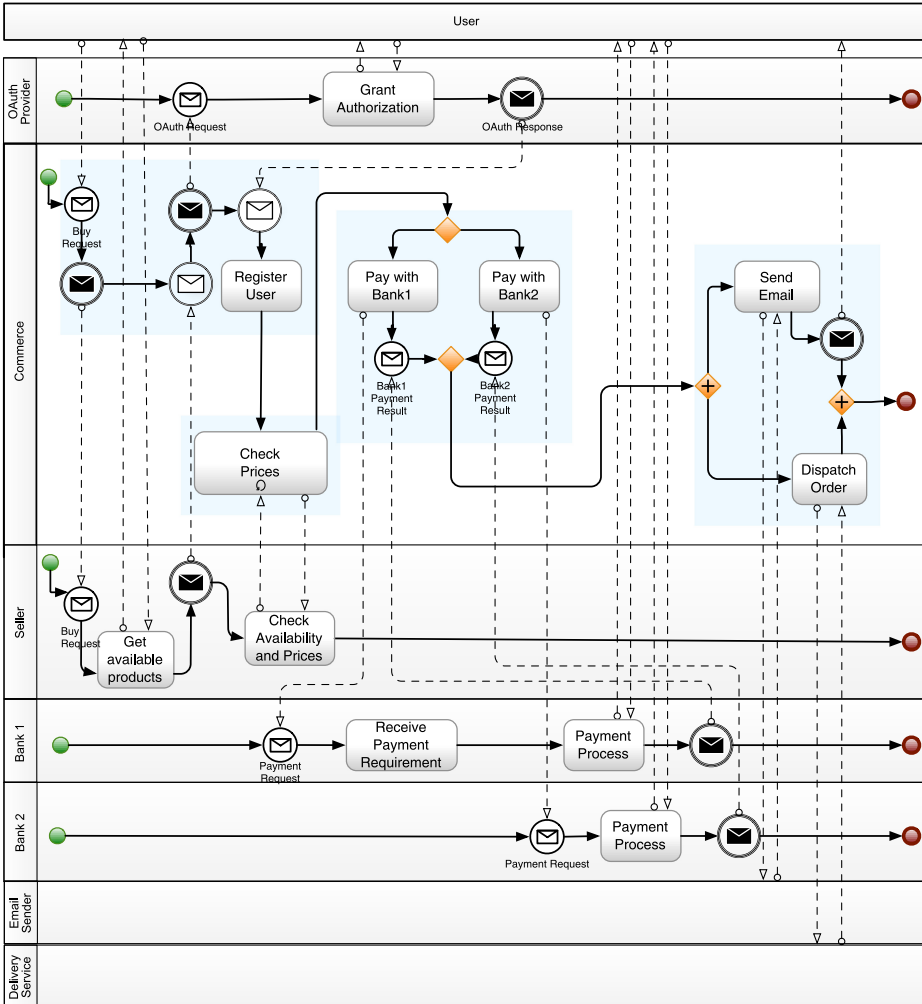 User
OAuth
Provider
Grant
Authorization
OAuth Request
OAuth Response
Commerce
Buy
Request
Register
User
Pay with
Bank1
Pay with
Bank2
Send
Email
Bank1
Payment
Result
Bank2
Payment
Result
Check
Prices
Dispatch
Order
Seller
Buy
Request
Get
available
products
Check
Availability
and Prices
Bank 1
Payment
Request
Receive
Payment
Requirement
Payment
Process
Bank 2
Payment Request
Payment
Process
Email
Sender
Delivery
Service